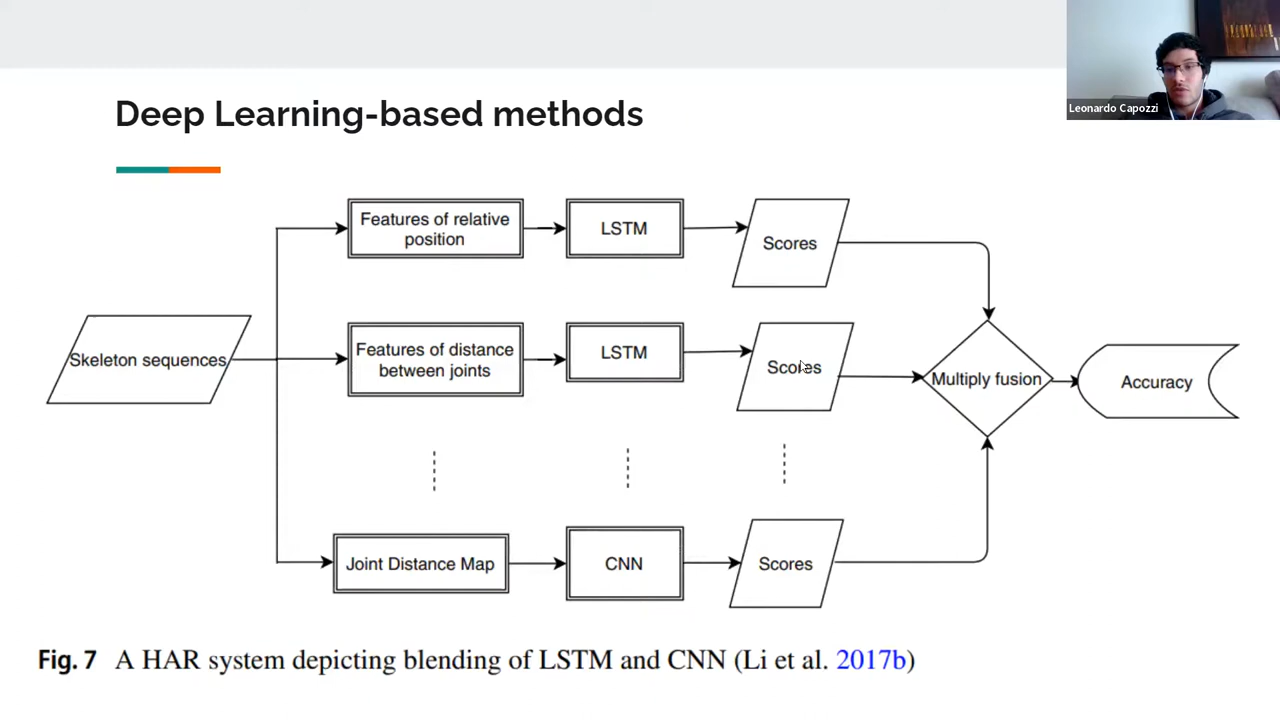 Leonardo Capozzi
Deep Learning-based methods
Features of relative
position
LSTM
Scores
Skeleton sequences
Features of distance
between joints
LSTM
Scores
Multiply fusion
Accuracy
Joint Distance Map
CNN
Scores
Fig. 7 A HAR system depicting blending of LSTM and CNN (Li et al. 2017b)